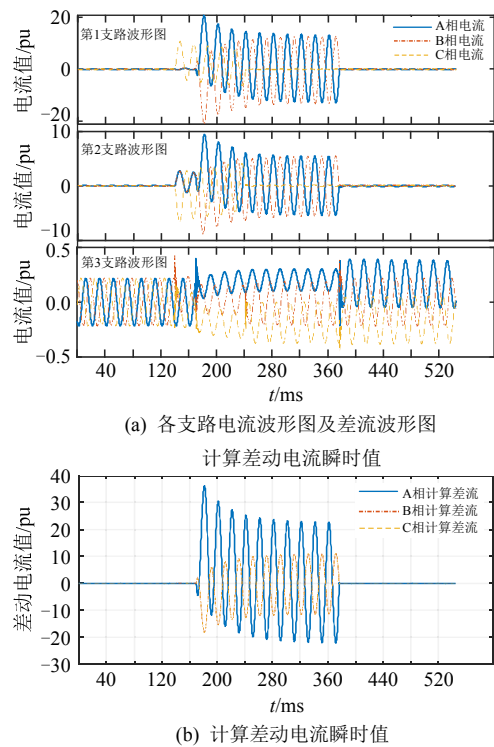 20
0
−20
电流值/pu
第1支路波形图
A相电流
B相电流
C相电流
10
0
−10
电流值/pu
第2支路波形图
0.5
0.0
−0.5
电流值/pu
第3支路波形图
40 120 200 280 360 440 520
t/ms
(a) 各支路电流波形图及差流波形图
计算差动电流瞬时值
40
30
20
10
0
−10
−20
−30
差动电流值/pu
A相计算差流
B相计算差流
C相计算差流
40 120 200 280 360 440 520
t/ms
(b) 计算差动电流瞬时值